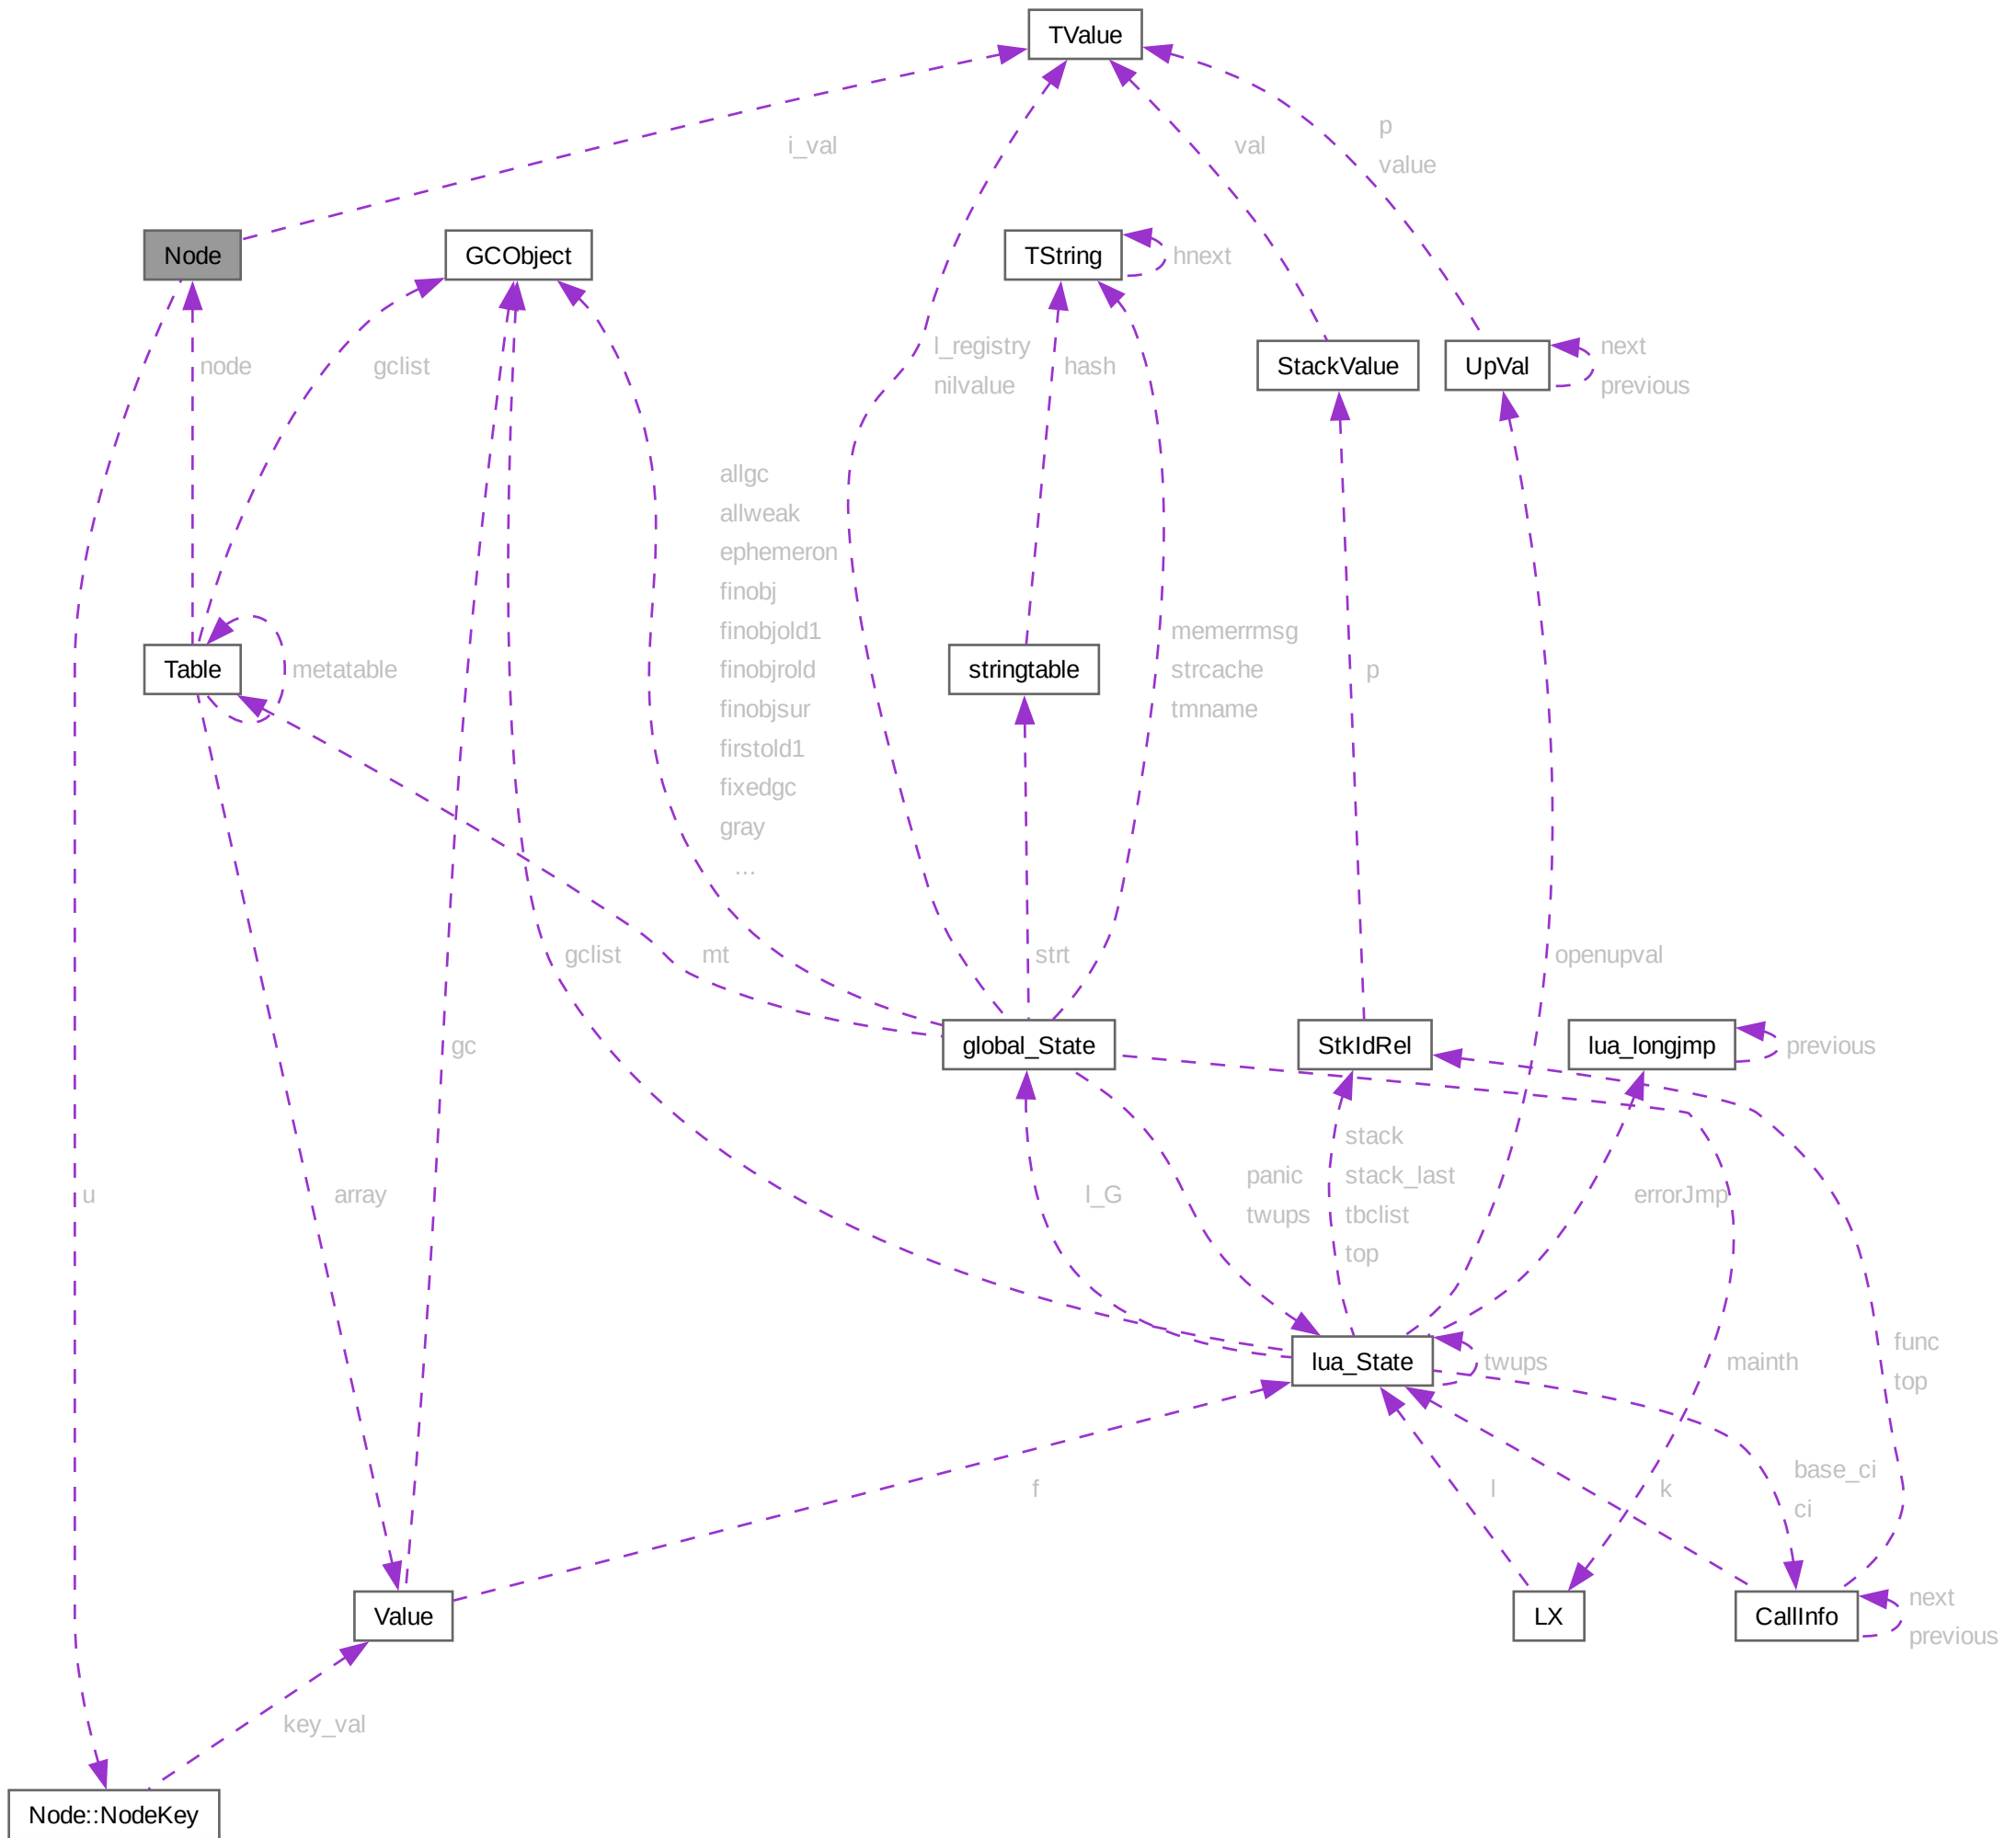 TValue
i_val
p
value
val
Node
GCObject
TString
hnext
node
gclist
l_registry
nilvalue
hash
StackValue
UpVal
next
previous
allgc
allweak
ephemeron
finobj
finobjold1
finobjrold
finobjsur
firstold1
fixedgc
gray
...
Table
metatable
stringtable
memerrmsg
strcache
tmname
p
gclist
mt
strt
openupval
gc
global_State
StkIdRel
lua_longjmp
previous
u
array
l_G
panic
twups
stack
stack_last
tbclist
top
errorJmp
lua_State
twups
mainth
func
top
f
l
k
base_ci
ci
Value
LX
CallInfo
next
previous
key_val
Node::NodeKey